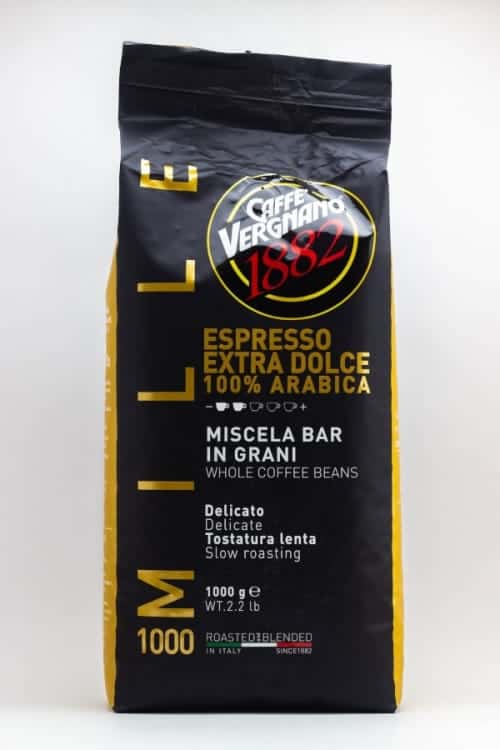 MILLE
1000
CAFFÈ
VERGNANO
1882
ESPRESSO
EXTRA DOLCE
100% ARABICA
- +
MISCELA BAR
IN GRANI
WHOLE COFFEE BEANS
Delicato
Delicate
Tostatura lenta
Slow roasting
1000 g ℮
WT.2.2 lb
ROASTED & BLENDED
IN ITALY SINCE1882